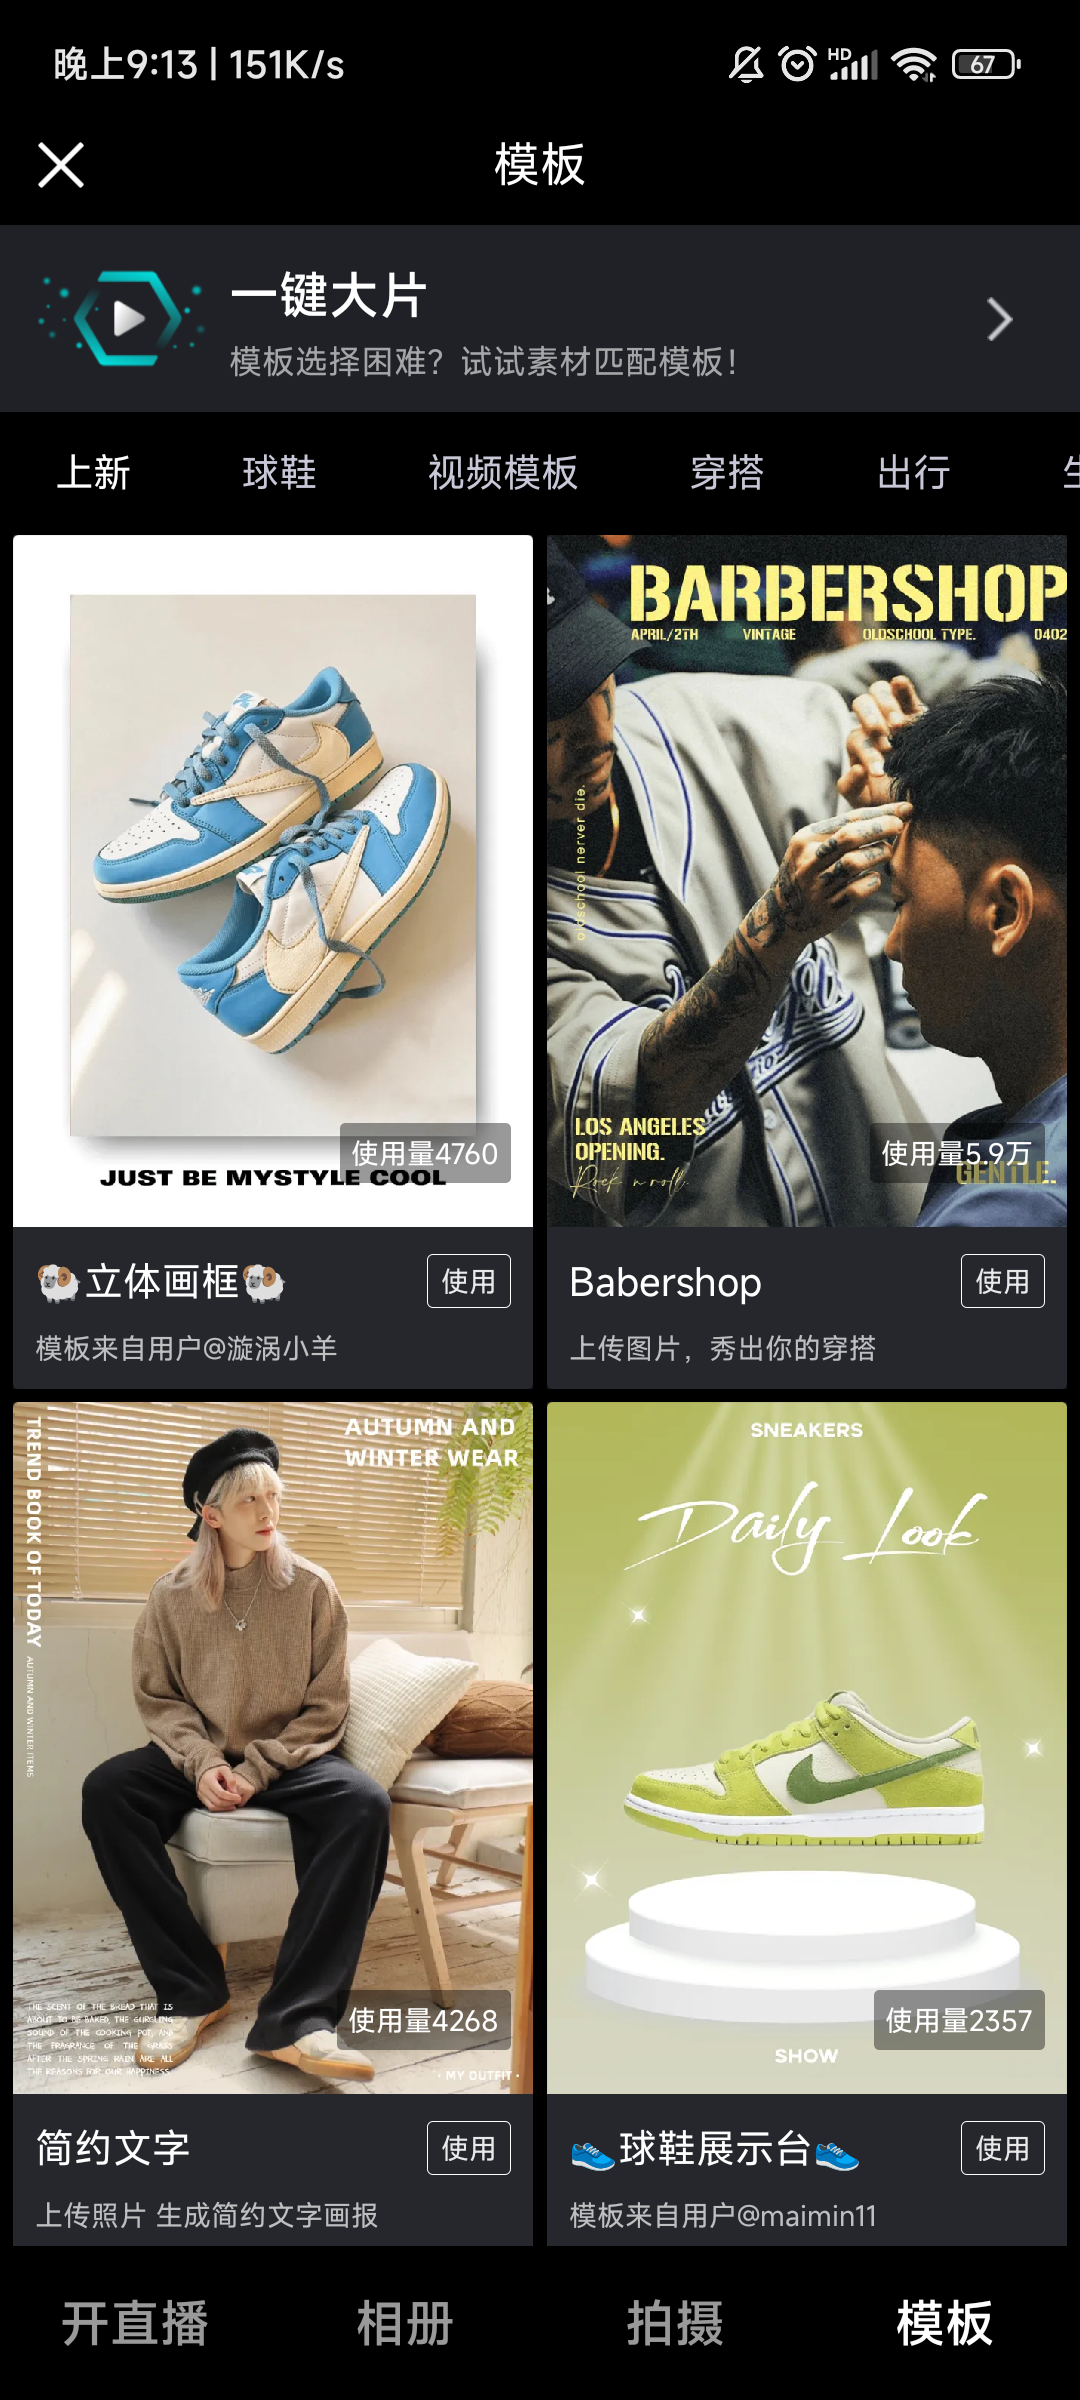 晚上9:13 | 151K/s
HD
67
模板
一键大片
模板选择困难？试试素材匹配模板！
上新
球鞋
视频模板
穿搭
出行
JUST BE MYSTYLE COOL
使用量4760
🐏立体画框🐏
使用
模板来自用户@漩涡小羊
BARBERSHOP
APRIL/2TH
VINTAGE
OLDSCHOOL TYPE.
0402
oldschool nerver die.
LOS ANGELES
OPENING.
Rock n roll.
GENTLE.
使用量5.9万
Babershop
使用
上传图片，秀出你的穿搭
TREND BOOK OF TODAY
AUTUMN AND WINTER ITEMS
AUTUMN AND
WINTER WEAR
THE SCENT OF THE BREAD THAT IS
ABOUT TO BE BAKED, THE GURGLING
SOUND OF THE COOKING POT, AND
THE FRAGRANCE OF THE GRASS
AFTER THE SPRING RAIN ARE ALL
THE REASONS FOR OUR HAPPINESS.
· MY OUTFIT ·
使用量4268
简约文字
使用
上传照片 生成简约文字画报
SNEAKERS
Daily Look
SHOW
使用量2357
👟球鞋展示台👟
使用
模板来自用户@maimin11
开直播
相册
拍摄
模板